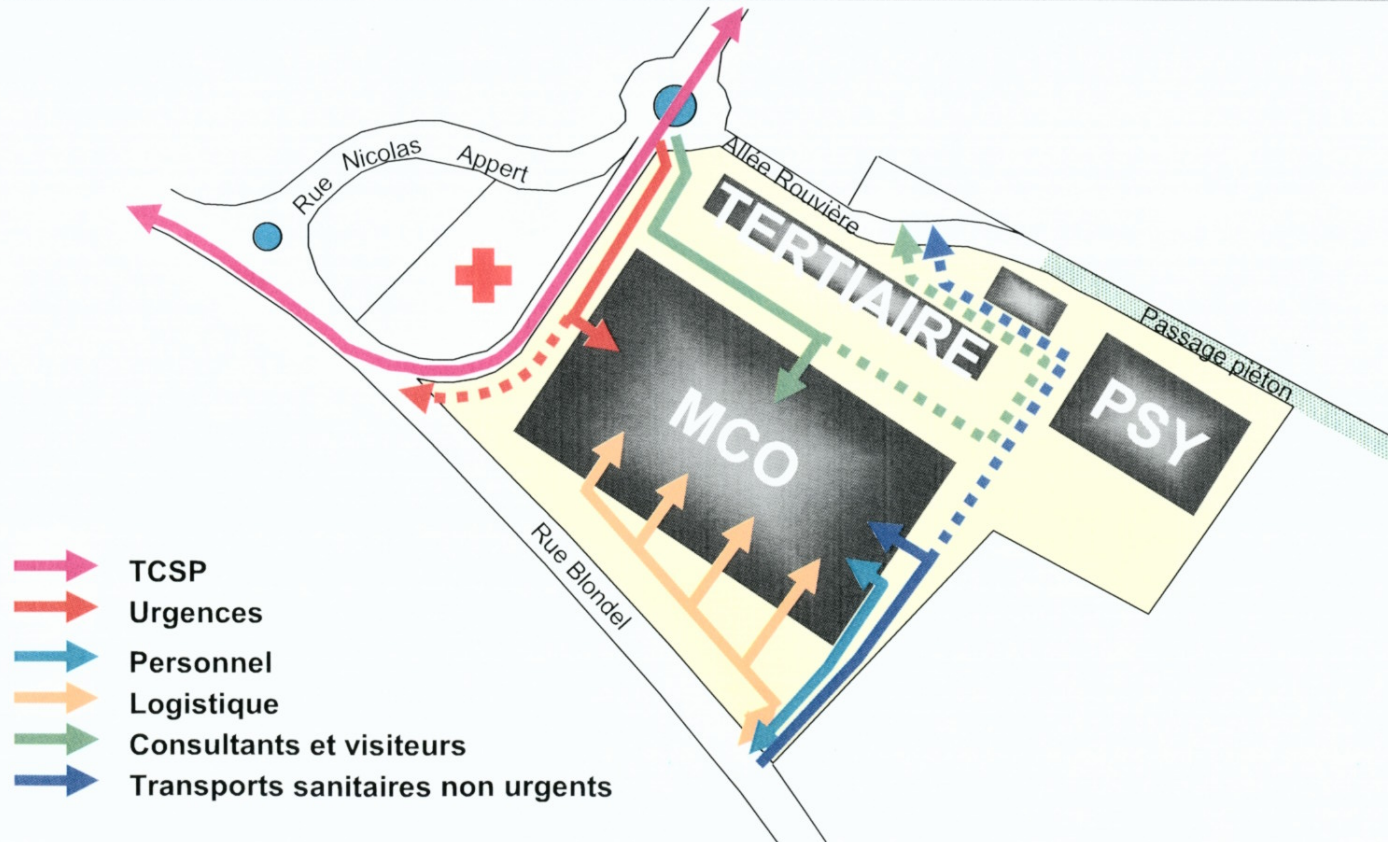 Rue Nicolas Appert
Allée Rouvière
TERTIAIRE
Passage piéton
PSY
MCO
Rue Blondel
TCSP
Urgences
Personnel
Logistique
Consultants et visiteurs
Transports sanitaires non urgents